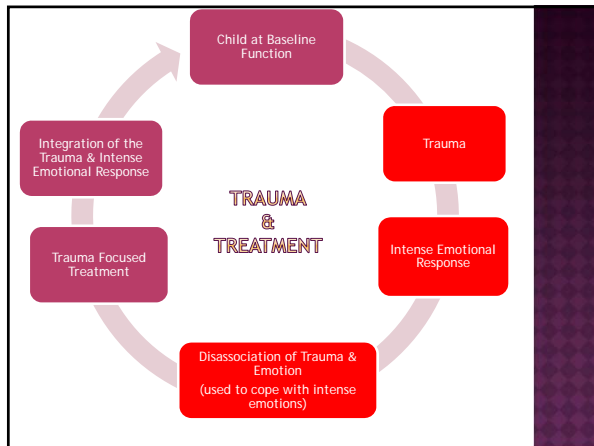 Child at Baseline
Function
Trauma
Intense Emotional
Response
Disassociation of Trauma &
Emotion
(used to cope with intense
emotions)
Trauma Focused
Treatment
Integration of the
Trauma & Intense
Emotional Response
TRAUMA
&
TREATMENT